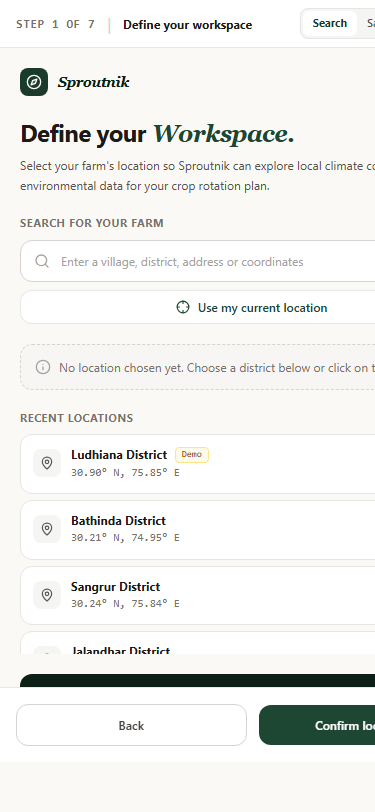 STEP 1 OF 7 | Define your workspace
Search
Sa
Sproutnik
Define your Workspace.
Select your farm's location so Sproutnik can explore local climate co
environmental data for your crop rotation plan.
SEARCH FOR YOUR FARM
Enter a village, district, address or coordinates
Use my current location
No location chosen yet. Choose a district below or click on t
RECENT LOCATIONS
Ludhiana District Demo
30.90° N, 75.85° E
Bathinda District
30.21° N, 74.95° E
Sangrur District
30.24° N, 75.84° E
Jalandhar District
Back
Confirm loc